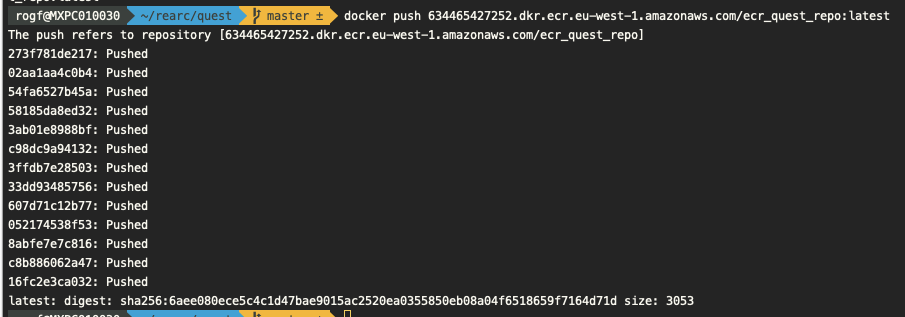 rogf@MXPC010030 ~/rearc/quest master ± docker push 634465427252.dkr.ecr.eu-west-1.amazonaws.com/ecr_quest_repo:latest
The push refers to repository [634465427252.dkr.ecr.eu-west-1.amazonaws.com/ecr_quest_repo]
273f781de217: Pushed
02aa1aa4c0b4: Pushed
54fa6527b45a: Pushed
58185da8ed32: Pushed
3ab01e8988bf: Pushed
c98dc9a94132: Pushed
3ffdb7e28503: Pushed
33dd93485756: Pushed
607d71c12b77: Pushed
052174538f53: Pushed
8abfe7e7c816: Pushed
c8b886062a47: Pushed
16fc2e3ca032: Pushed
latest: digest: sha256:6aee080ece5c4c1d47bae9015ac2520ea0355850eb08a04f6518659f7164d71d size: 3053